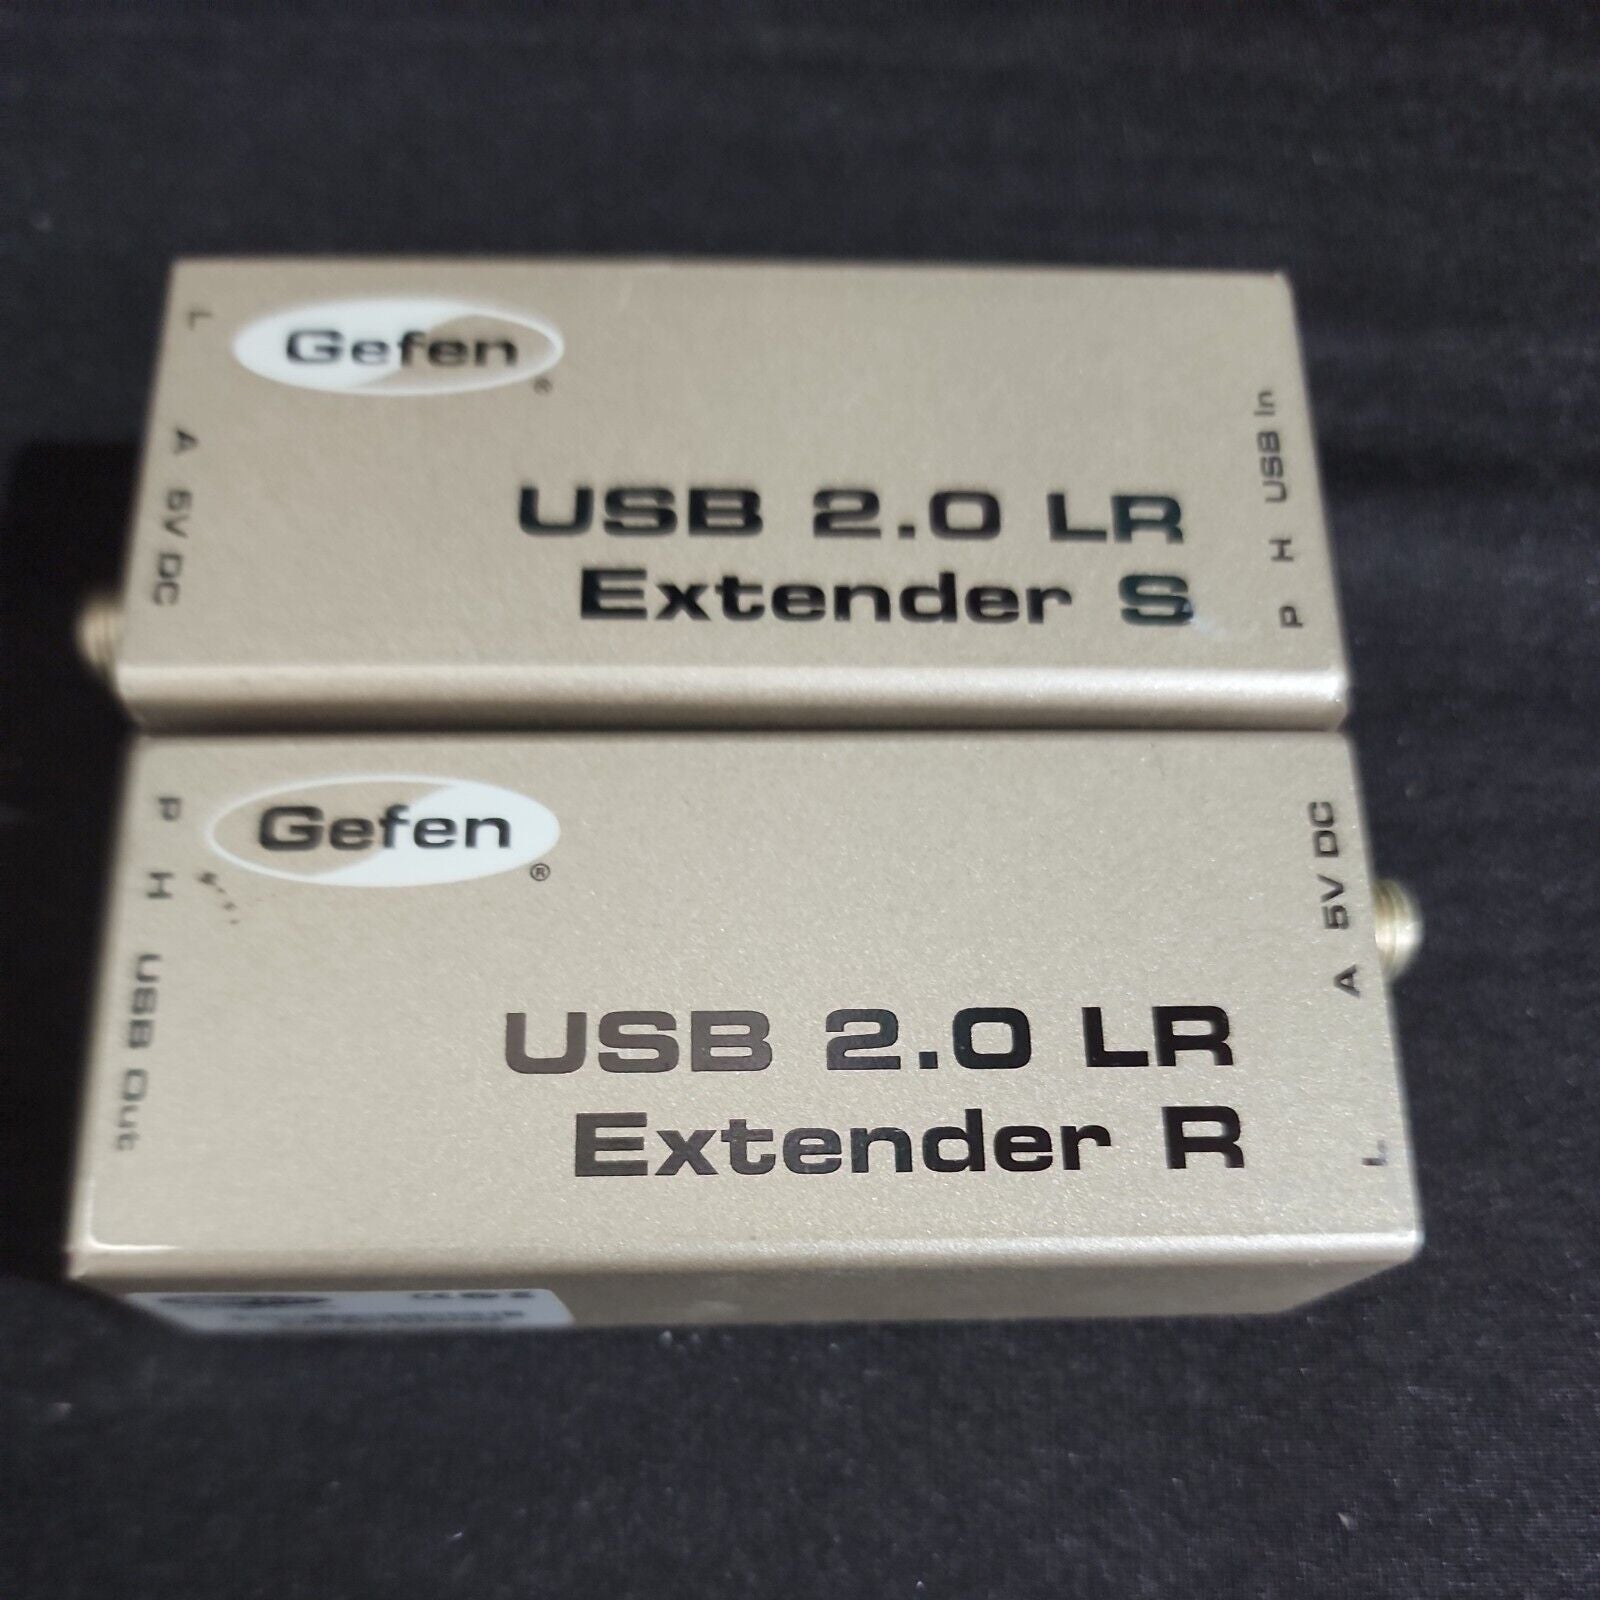 Gefen
®
USB 2.0 LR
Extender S
L
A
5V DC
USB In
H
P
Gefen
®
USB 2.0 LR
Extender R
P
H
USB Out
5V DC
A
L